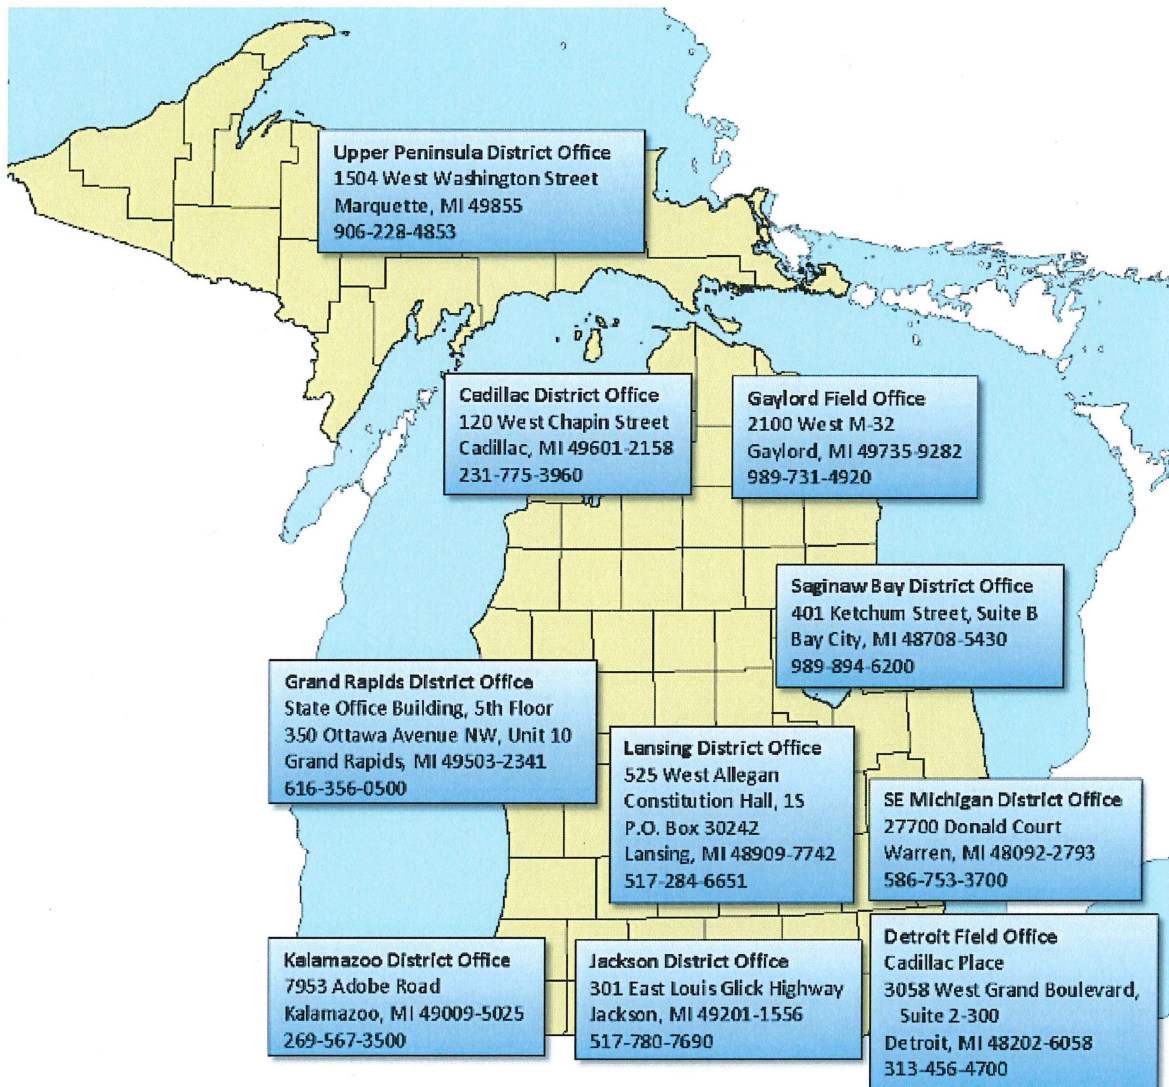 Upper Peninsula District Office
1504 West Washington Street
Marquette, MI 49855
906-228-4853
Cadillac District Office
120 West Chapin Street
Cadillac, MI 49601-2158
231-775-3960
Gaylord Field Office
2100 West M-32
Gaylord, MI 49735-9282
989-731-4920
Saginaw Bay District Office
401 Ketchum Street, Suite B
Bay City, MI 48708-5430
989-894-6200
Grand Rapids District Office
State Office Building, 5th Floor
350 Ottawa Avenue NW, Unit 10
Grand Rapids, MI 49503-2341
616-356-0500
Lansing District Office
525 West Allegan
Constitution Hall, 1S
P.O. Box 30242
Lansing, MI 48909-7742
517-284-6651
SE Michigan District Office
27700 Donald Court
Warren, MI 48092-2793
586-753-3700
Kalamazoo District Office
7953 Adobe Road
Kalamazoo, MI 49009-5025
269-567-3500
Jackson District Office
301 East Louis Glick Highway
Jackson, MI 49201-1556
517-780-7690
Detroit Field Office
Cadillac Place
3058 West Grand Boulevard,
Suite 2-300
Detroit, MI 48202-6058
313-456-4700